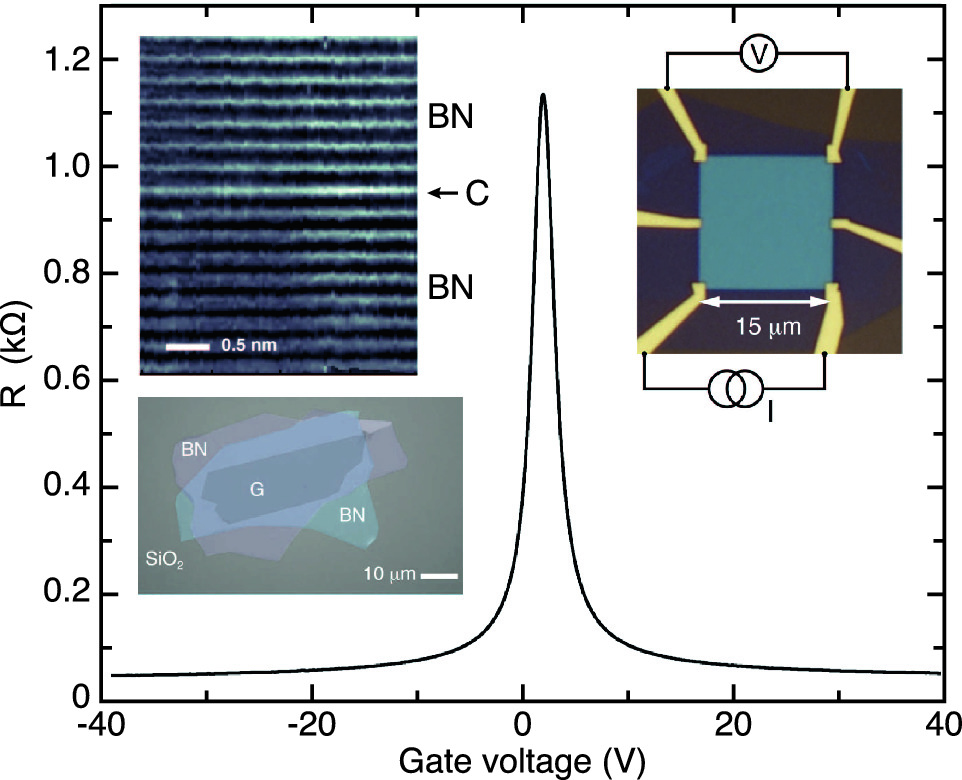 1.2
1.0
0.8
0.6
0.4
0.2
0
R (kΩ)
-40
-20
0
20
40
Gate voltage (V)
BN
← C
BN
0.5 nm
BN
G
BN
SiO₂
10 μm
V
15 μm
I